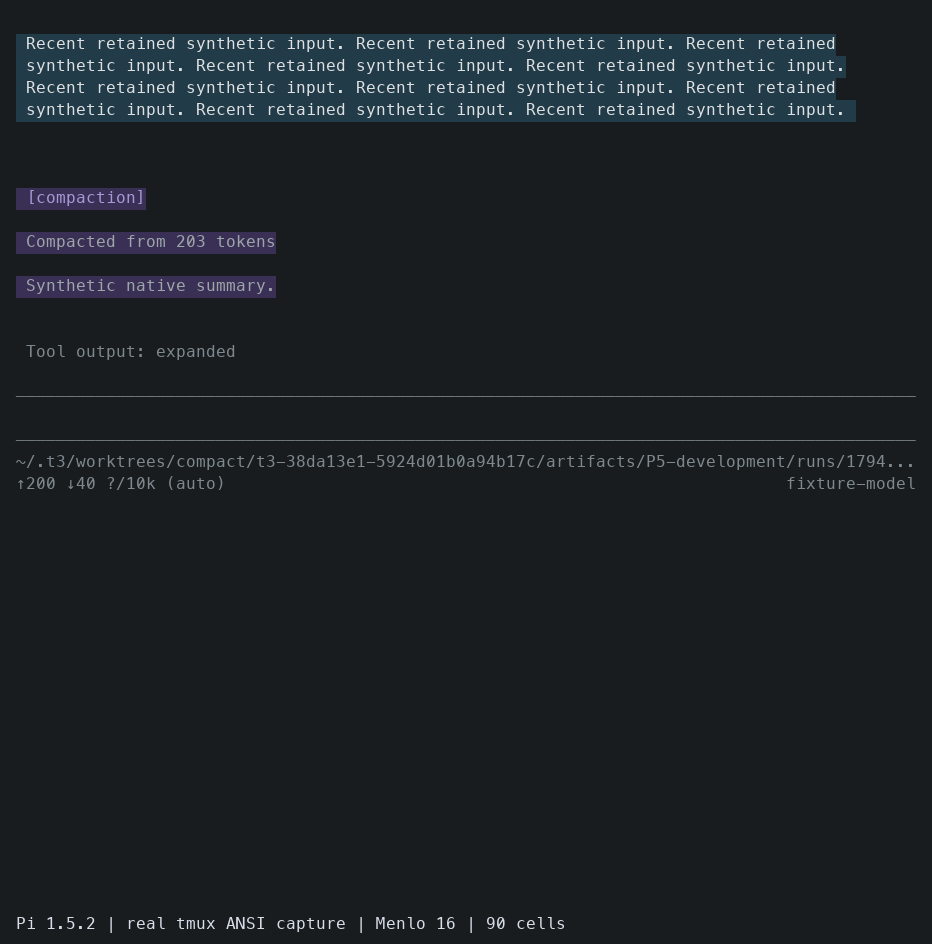 Recent retained synthetic input. Recent retained synthetic input. Recent retained
synthetic input. Recent retained synthetic input. Recent retained synthetic input.
Recent retained synthetic input. Recent retained synthetic input. Recent retained
synthetic input. Recent retained synthetic input. Recent retained synthetic input.
[compaction]
Compacted from 203 tokens
Synthetic native summary.
Tool output: expanded
~/.t3/worktrees/compact/t3-38da13e1-5924d01b0a94b17c/artifacts/P5-development/runs/1794...
↑200 ↓40 ?/10k (auto) fixture-model
Pi 1.5.2 | real tmux ANSI capture | Menlo 16 | 90 cells